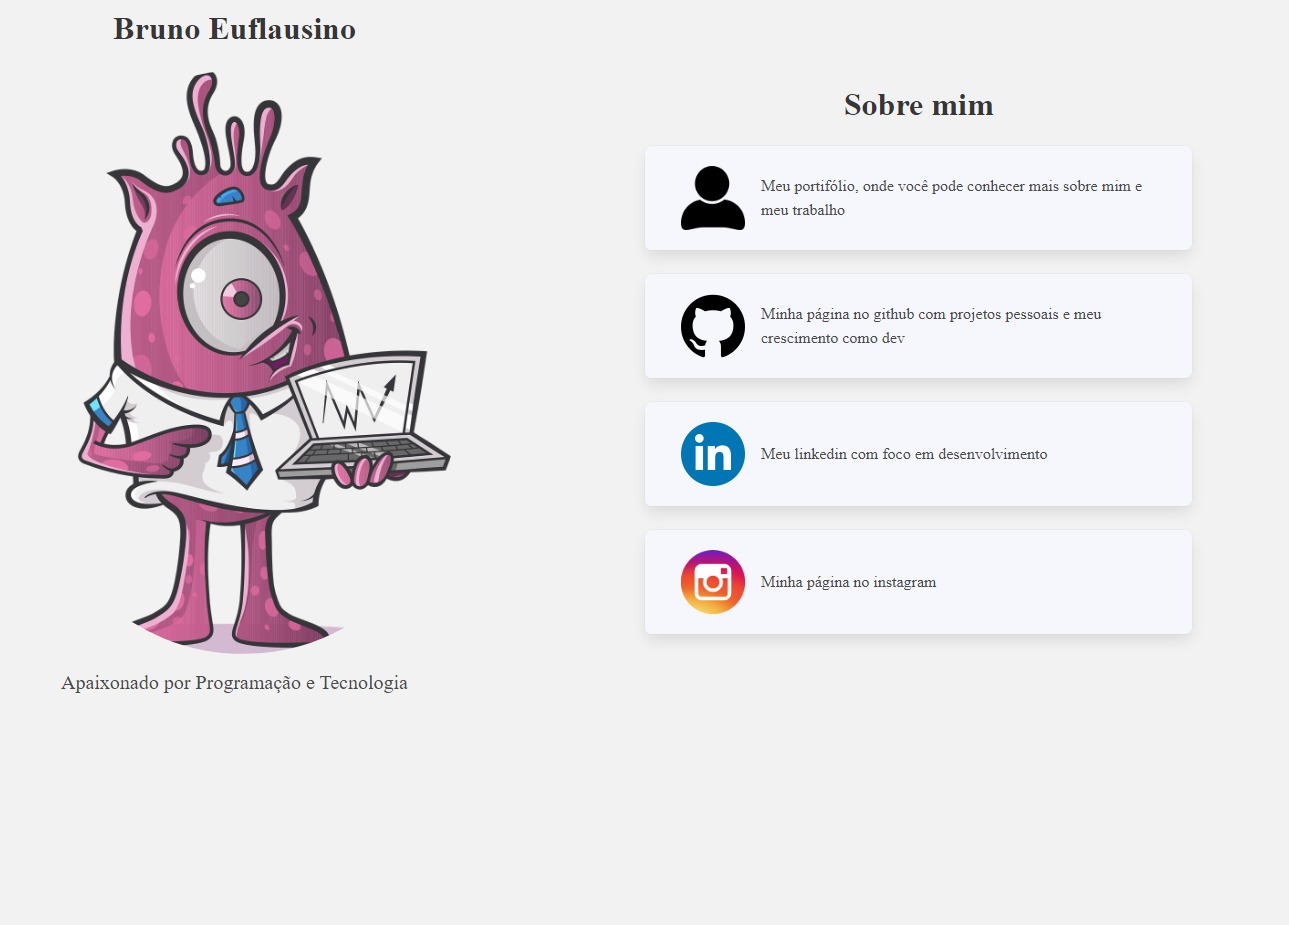 Bruno Euflausino
Apaixonado por Programação e Tecnologia
Sobre mim
Meu portifólio, onde você pode conhecer mais sobre mim e
meu trabalho
Minha página no github com projetos pessoais e meu
crescimento como dev
in
Meu linkedin com foco em desenvolvimento
Minha página no instagram